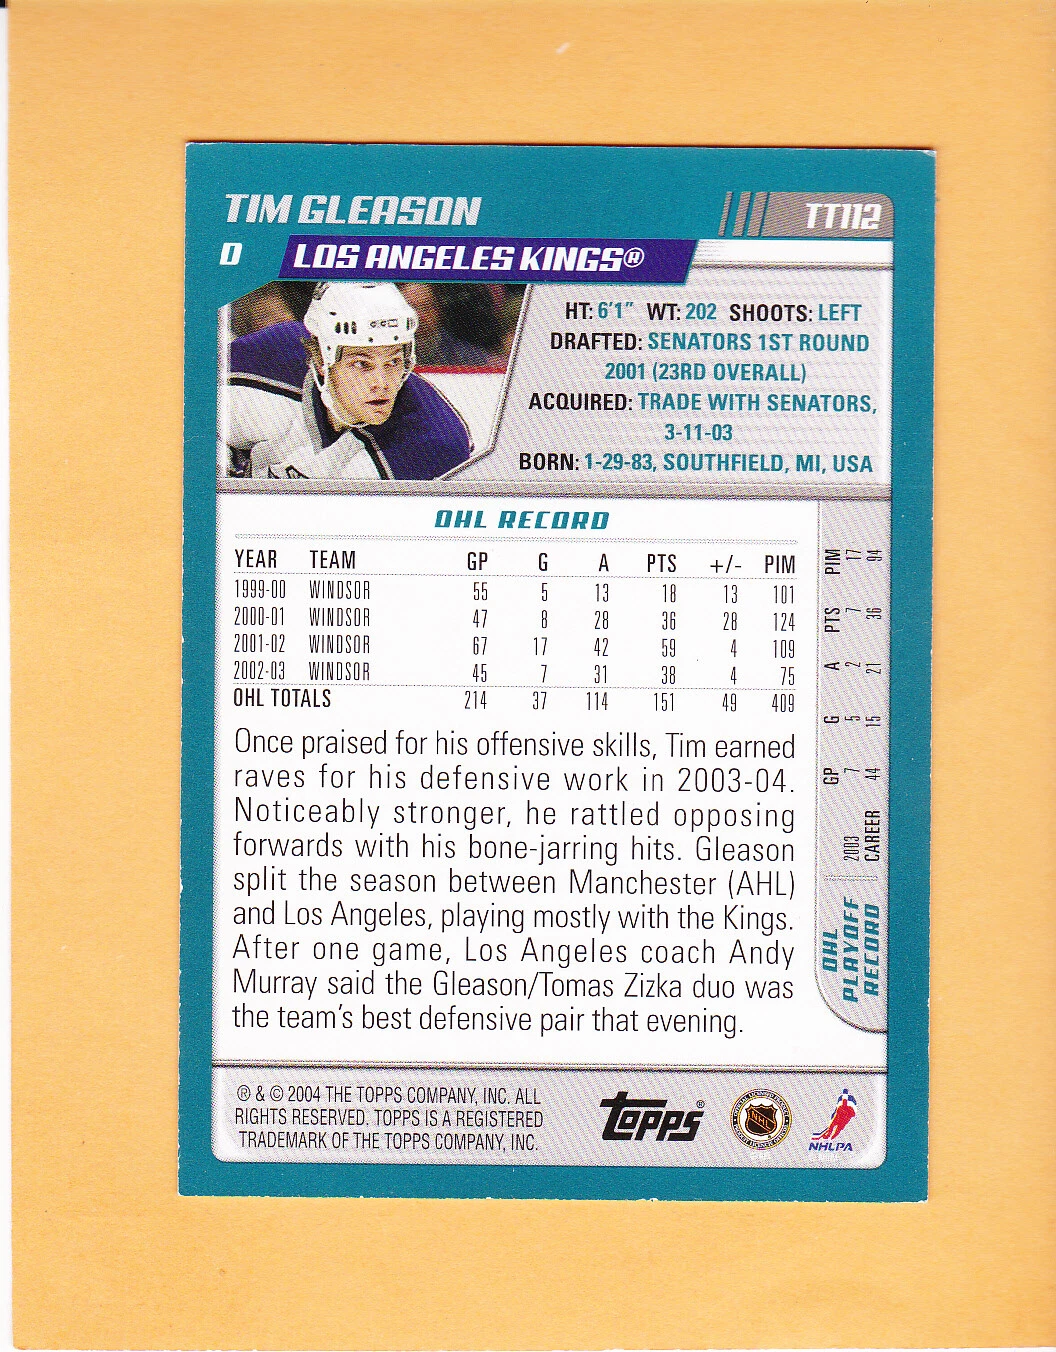 TIM GLEASON
TT112
D
LOS ANGELES KINGS®
HT: 6'1" WT: 202 SHOOTS: LEFT
DRAFTED: SENATORS 1ST ROUND
2001 (23RD OVERALL)
ACQUIRED: TRADE WITH SENATORS,
3-11-03
BORN: 1-29-83, SOUTHFIELD, MI, USA
OHL RECORD
YEAR TEAM GP G A PTS +/- PIM
1999-00 WINDSOR 55 5 13 18 13 101
2000-01 WINDSOR 47 8 28 36 28 124
2001-02 WINDSOR 67 17 42 59 4 109
2002-03 WINDSOR 45 7 31 38 4 75
OHL TOTALS 214 37 114 151 49 409
Once praised for his offensive skills, Tim earned
raves for his defensive work in 2003-04.
Noticeably stronger, he rattled opposing
forwards with his bone-jarring hits. Gleason
split the season between Manchester (AHL)
and Los Angeles, playing mostly with the Kings.
After one game, Los Angeles coach Andy
Murray said the Gleason/Tomas Zizka duo was
the team's best defensive pair that evening.
OHL
PLAYOFF
RECORD
GP G A PTS PIM
2003 7 5 2 7 17
CAREER 44 15 21 36 94
® & © 2004 THE TOPPS COMPANY, INC. ALL
RIGHTS RESERVED. TOPPS IS A REGISTERED
TRADEMARK OF THE TOPPS COMPANY, INC.
Topps®
NHL
NHLPA